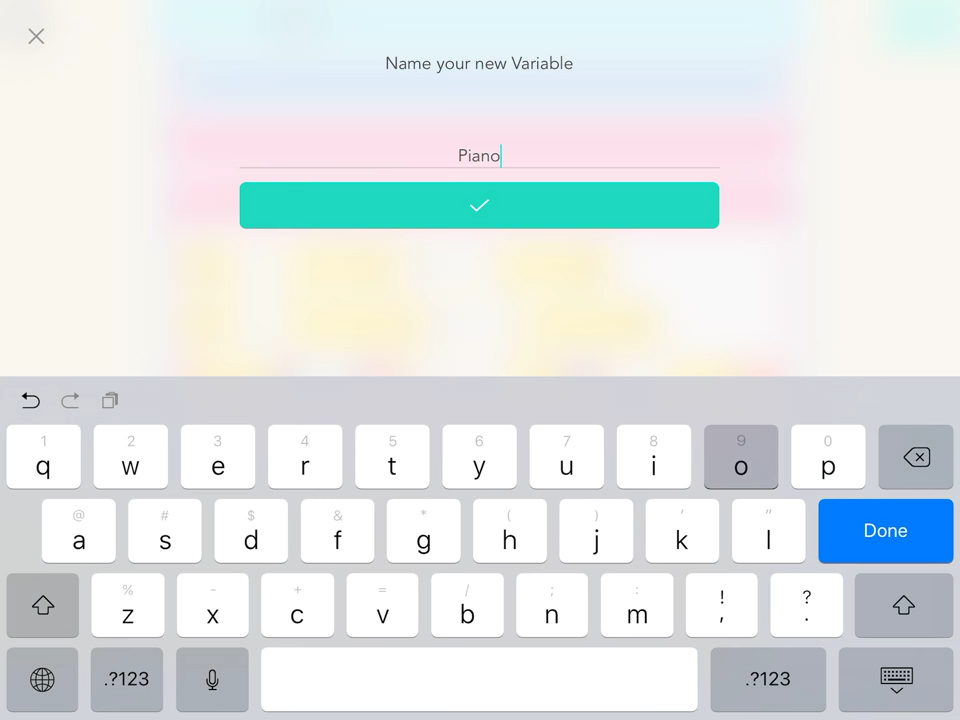 Name your new Variable
Piano
1 2 3 4 5 6 7 8 9 0
q w e r t y u i o p
@ # $ & * ( ) ' "
a s d f g h j k l Done
% - + = / ; : ! ?
z x c v b n m , .
.?123 .?123